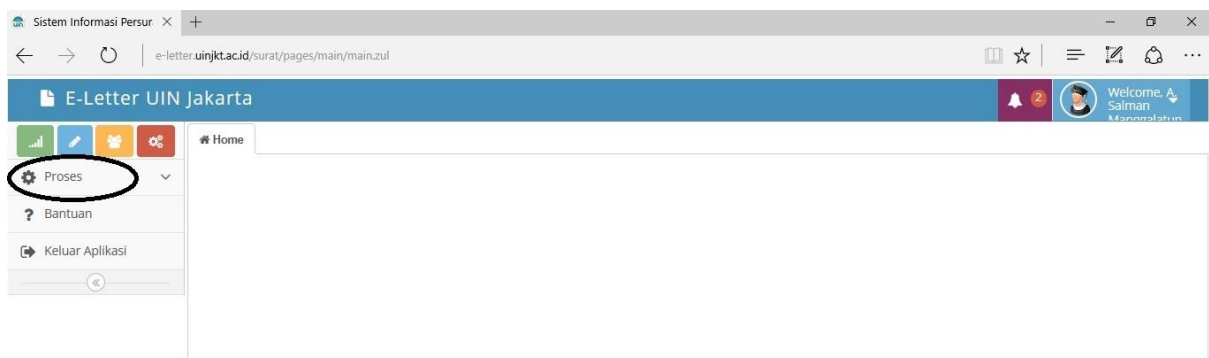 Sistem Informasi Persur
e-letter.uinjkt.ac.id/surat/pages/main/main.zul
E-Letter UIN Jakarta
2
Welcome, A.
Salman
Manggalatun
Home
Proses
Bantuan
Keluar Aplikasi